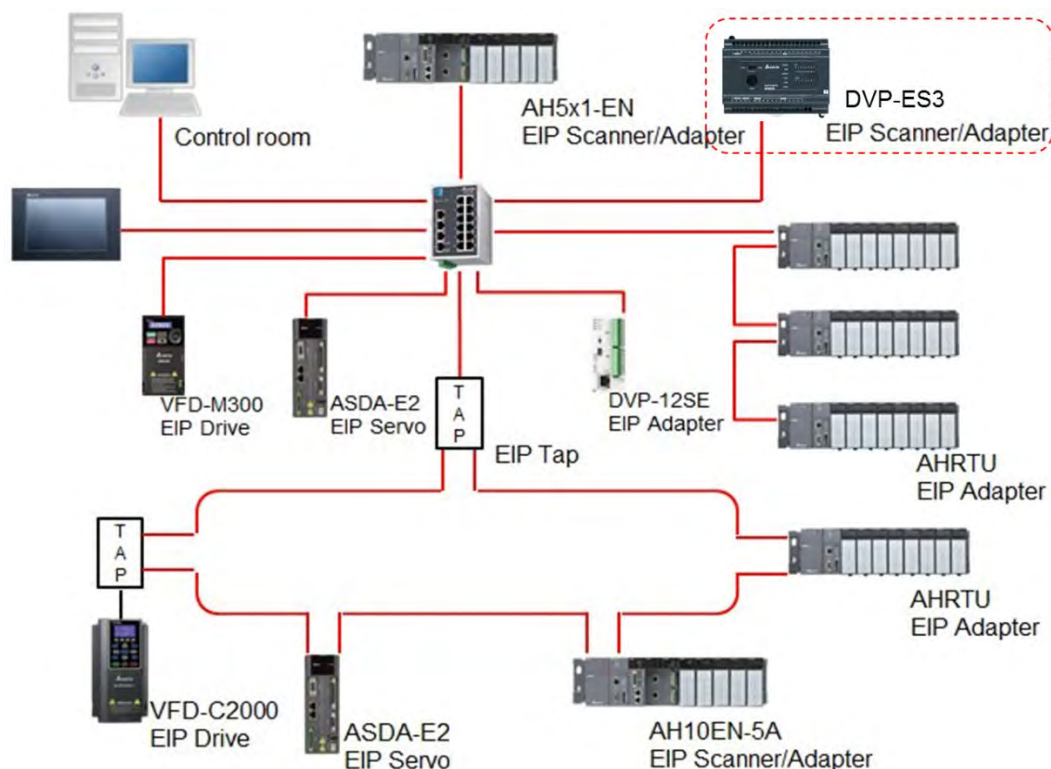 DVP-ES3
EIP Scanner/Adapter
AH5x1-EN
EIP Scanner/Adapter
Control room
VFD-M300
EIP Drive
ASDA-E2
EIP Servo
T
A
P
EIP Tap
DVP-12SE
EIP Adapter
AHRTU
EIP Adapter
T
A
P
VFD-C2000
EIP Drive
ASDA-E2
EIP Servo
AH10EN-5A
EIP Scanner/Adapter
AHRTU
EIP Adapter